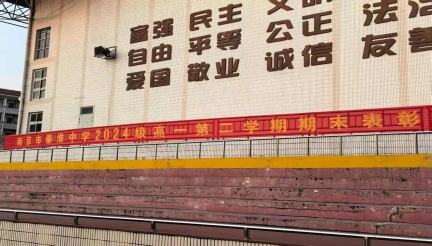 富强 民主 文明
自由 平等 公正 法治
爱国 敬业 诚信 友善
南京市秦淮中学2024级高一第二学期期末表彰